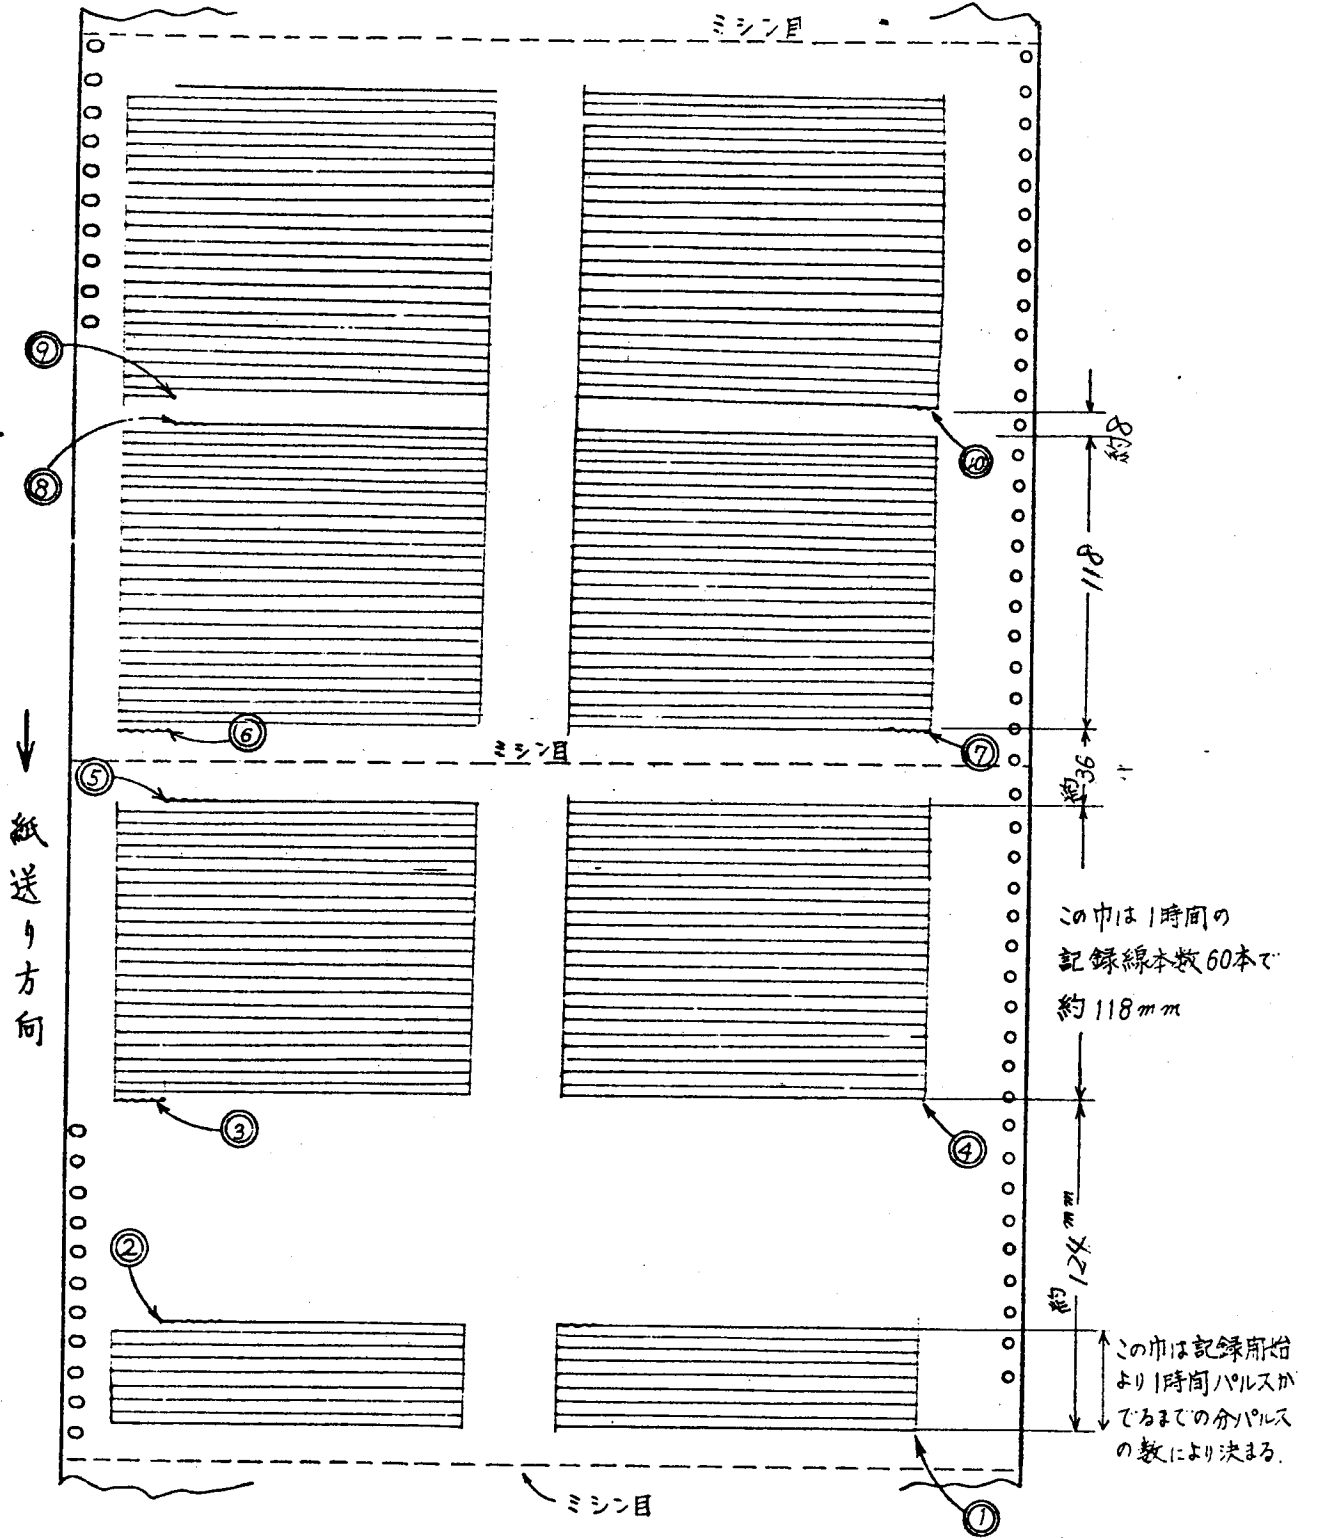 ミシン目
⑨
⑧
⑩
約8
118
⑥
ミシン目
⑦
⑤
約36
紙送り方向
この巾は1時間の
記録線本数60本で
約118mm
③
④
②
約124mm
この巾は記録開始
より1時間パルスが
でるまでの分パルス
の数により決まる.
ミシン目
①